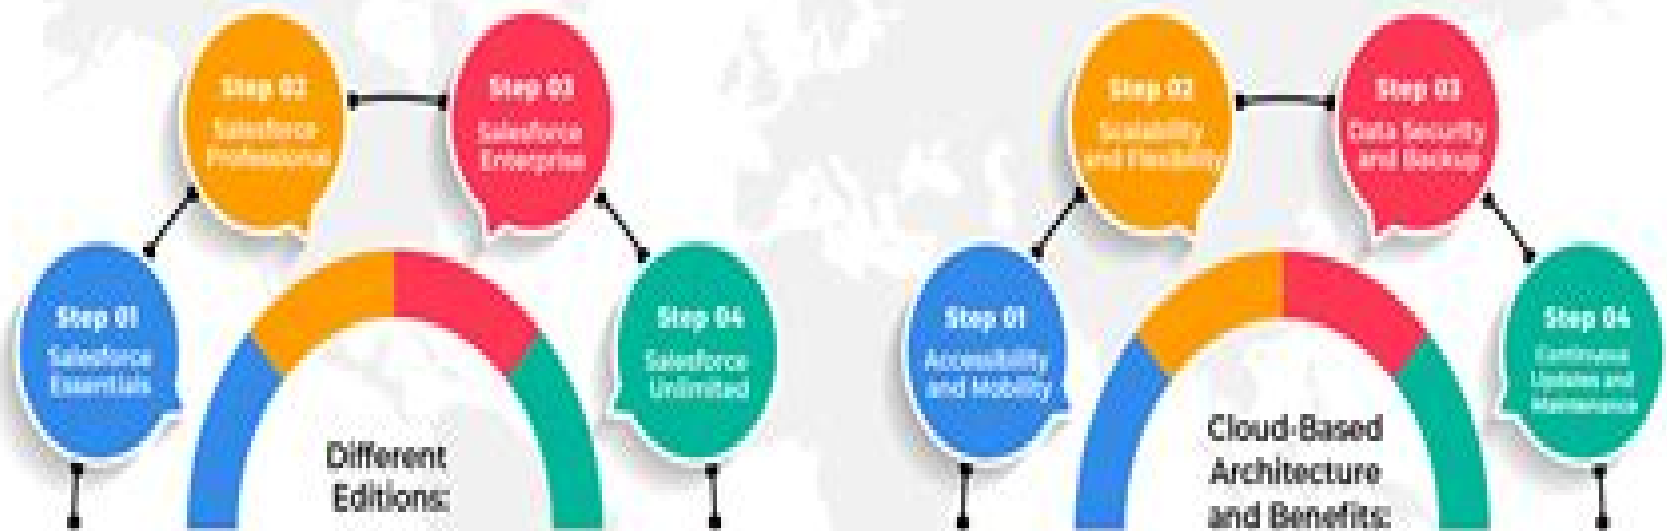 Step 01
Salesforce
Essentials
Step 02
Salesforce
Professional
Step 03
Salesforce
Enterprise
Step 04
Salesforce
Unlimited
Different
Editions:
Step 01
Accessibility
and Mobility
Step 02
Scalability
and Flexibility
Step 03
Data Security
and Backup
Step 04
Continuous
Updates and
Maintenance
Cloud-Based
Architecture
and Benefits: